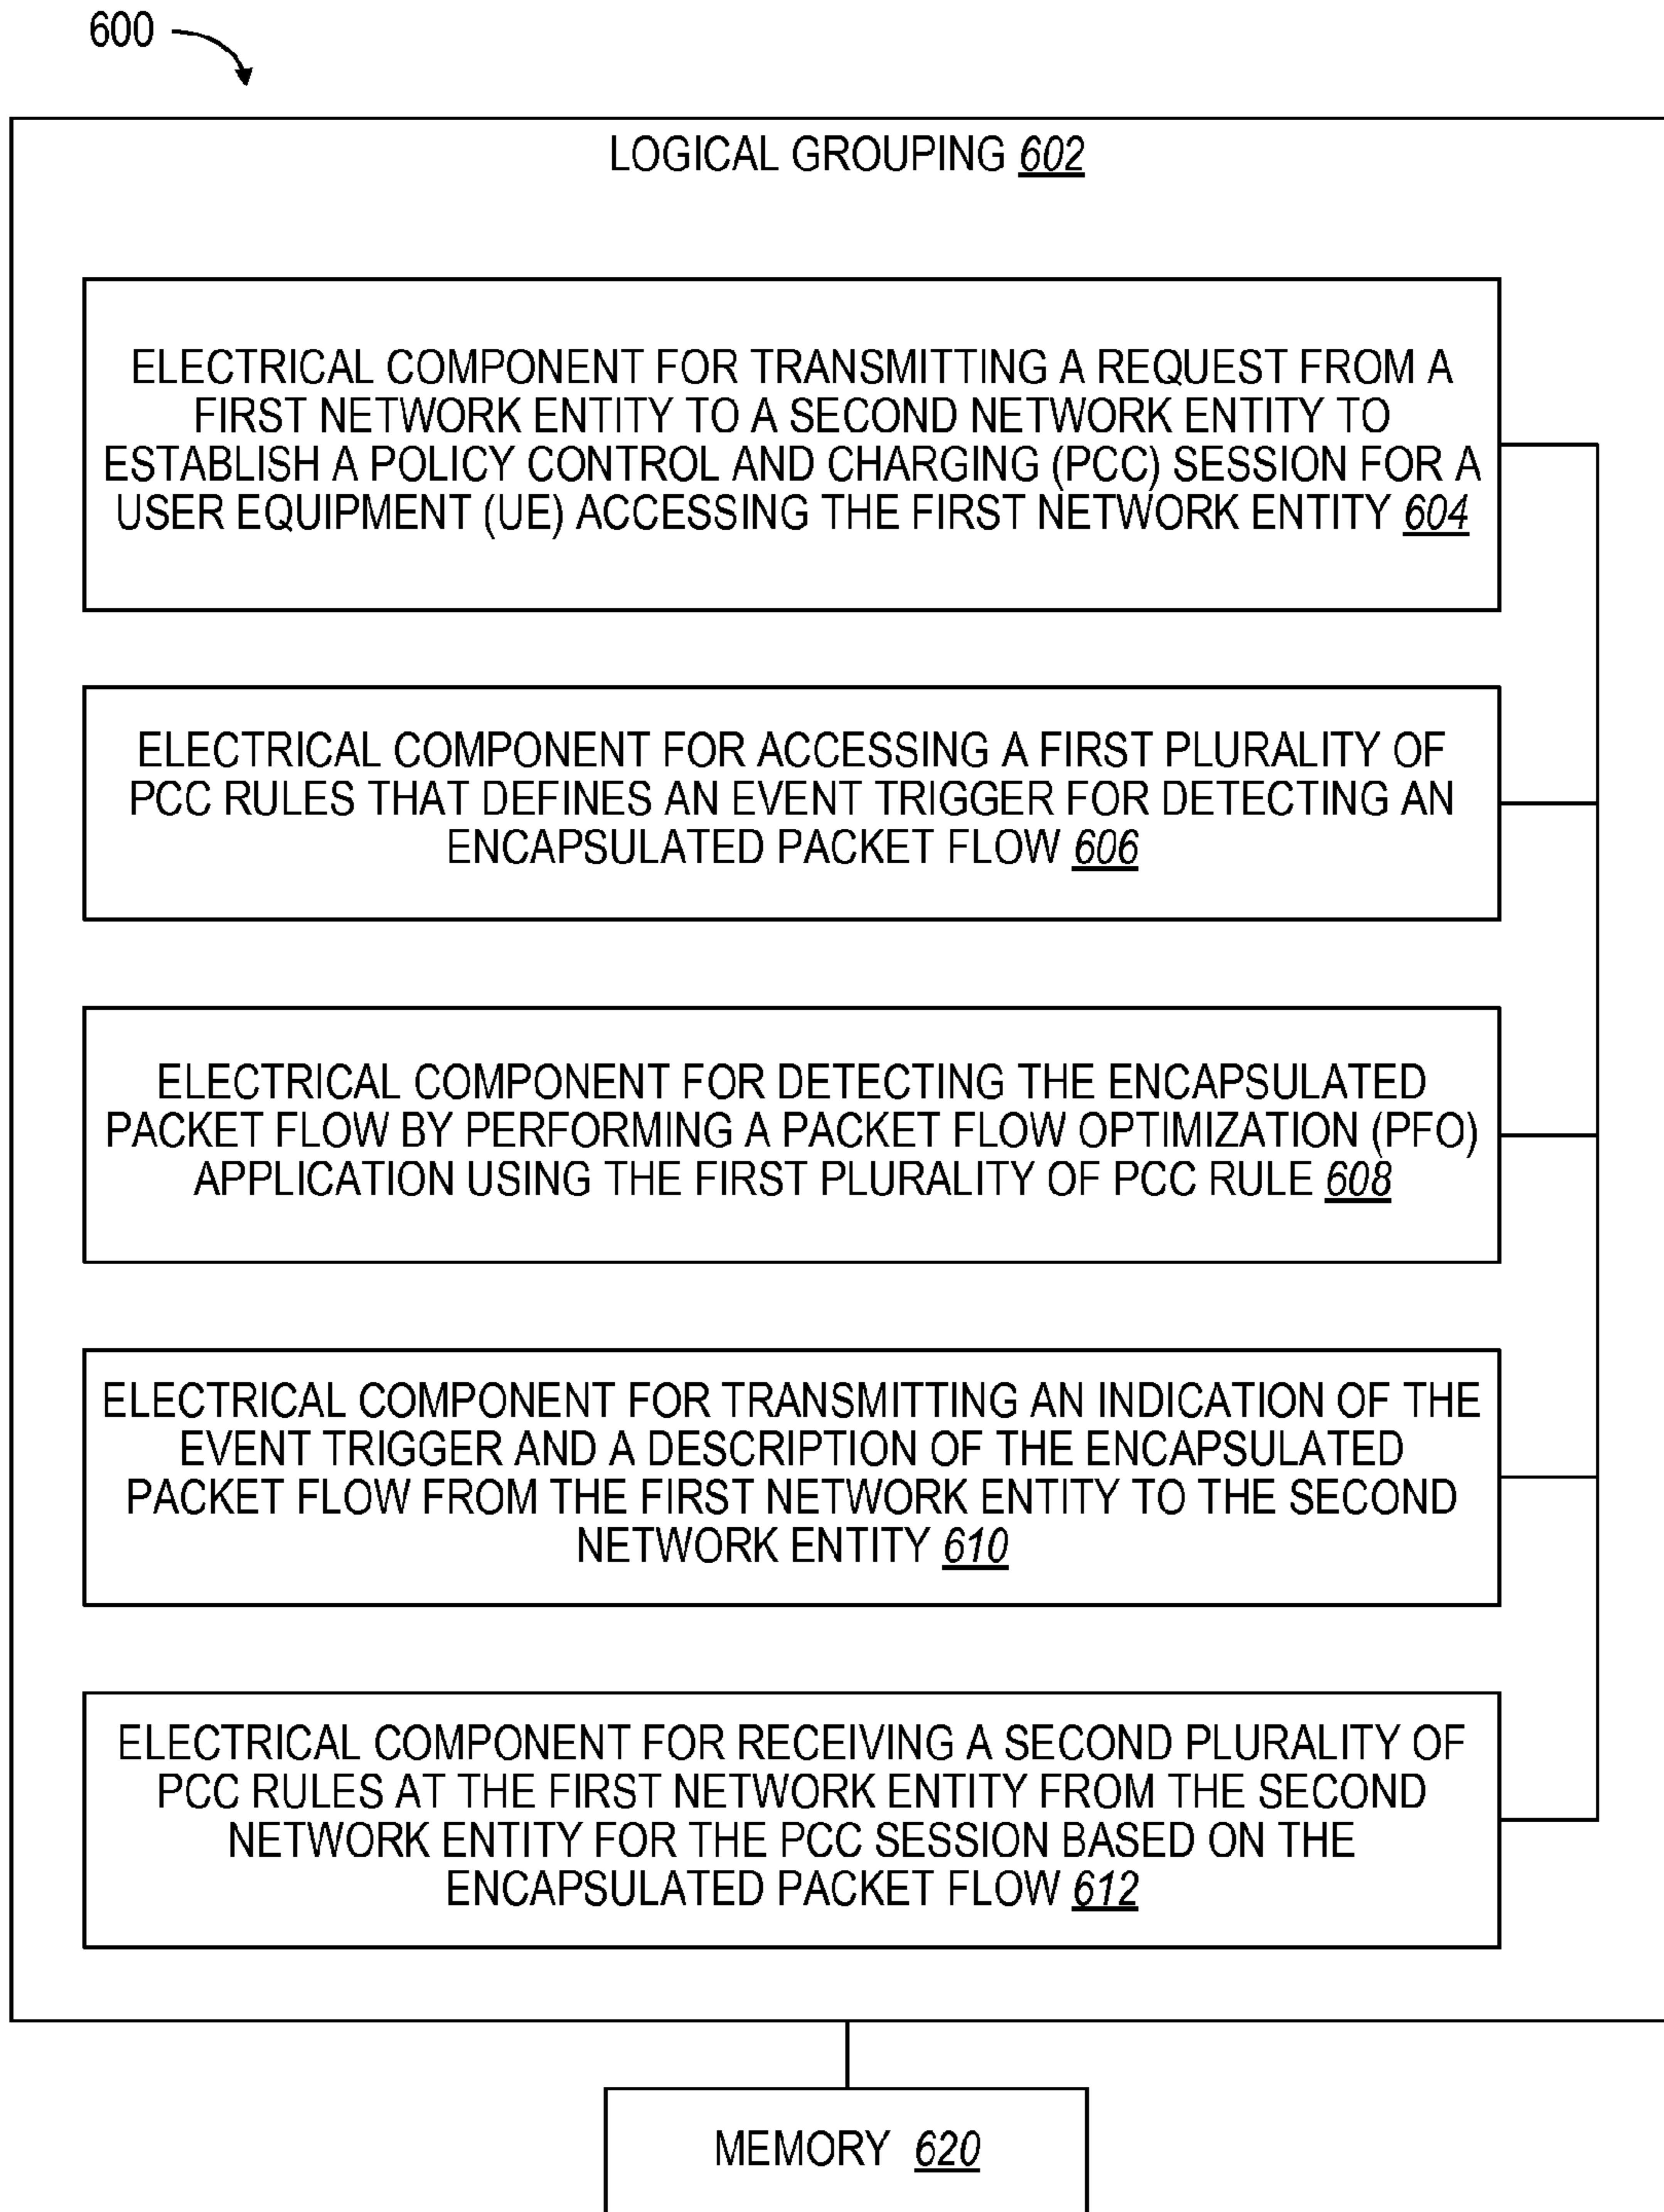 600
LOGICAL GROUPING 602
ELECTRICAL COMPONENT FOR TRANSMITTING A REQUEST FROM A
FIRST NETWORK ENTITY TO A SECOND NETWORK ENTITY TO
ESTABLISH A POLICY CONTROL AND CHARGING (PCC) SESSION FOR A
USER EQUIPMENT (UE) ACCESSING THE FIRST NETWORK ENTITY 604
ELECTRICAL COMPONENT FOR ACCESSING A FIRST PLURALITY OF
PCC RULES THAT DEFINES AN EVENT TRIGGER FOR DETECTING AN
ENCAPSULATED PACKET FLOW 606
ELECTRICAL COMPONENT FOR DETECTING THE ENCAPSULATED
PACKET FLOW BY PERFORMING A PACKET FLOW OPTIMIZATION (PFO)
APPLICATION USING THE FIRST PLURALITY OF PCC RULE 608
ELECTRICAL COMPONENT FOR TRANSMITTING AN INDICATION OF THE
EVENT TRIGGER AND A DESCRIPTION OF THE ENCAPSULATED
PACKET FLOW FROM THE FIRST NETWORK ENTITY TO THE SECOND
NETWORK ENTITY 610
ELECTRICAL COMPONENT FOR RECEIVING A SECOND PLURALITY OF
PCC RULES AT THE FIRST NETWORK ENTITY FROM THE SECOND
NETWORK ENTITY FOR THE PCC SESSION BASED ON THE
ENCAPSULATED PACKET FLOW 612
MEMORY 620